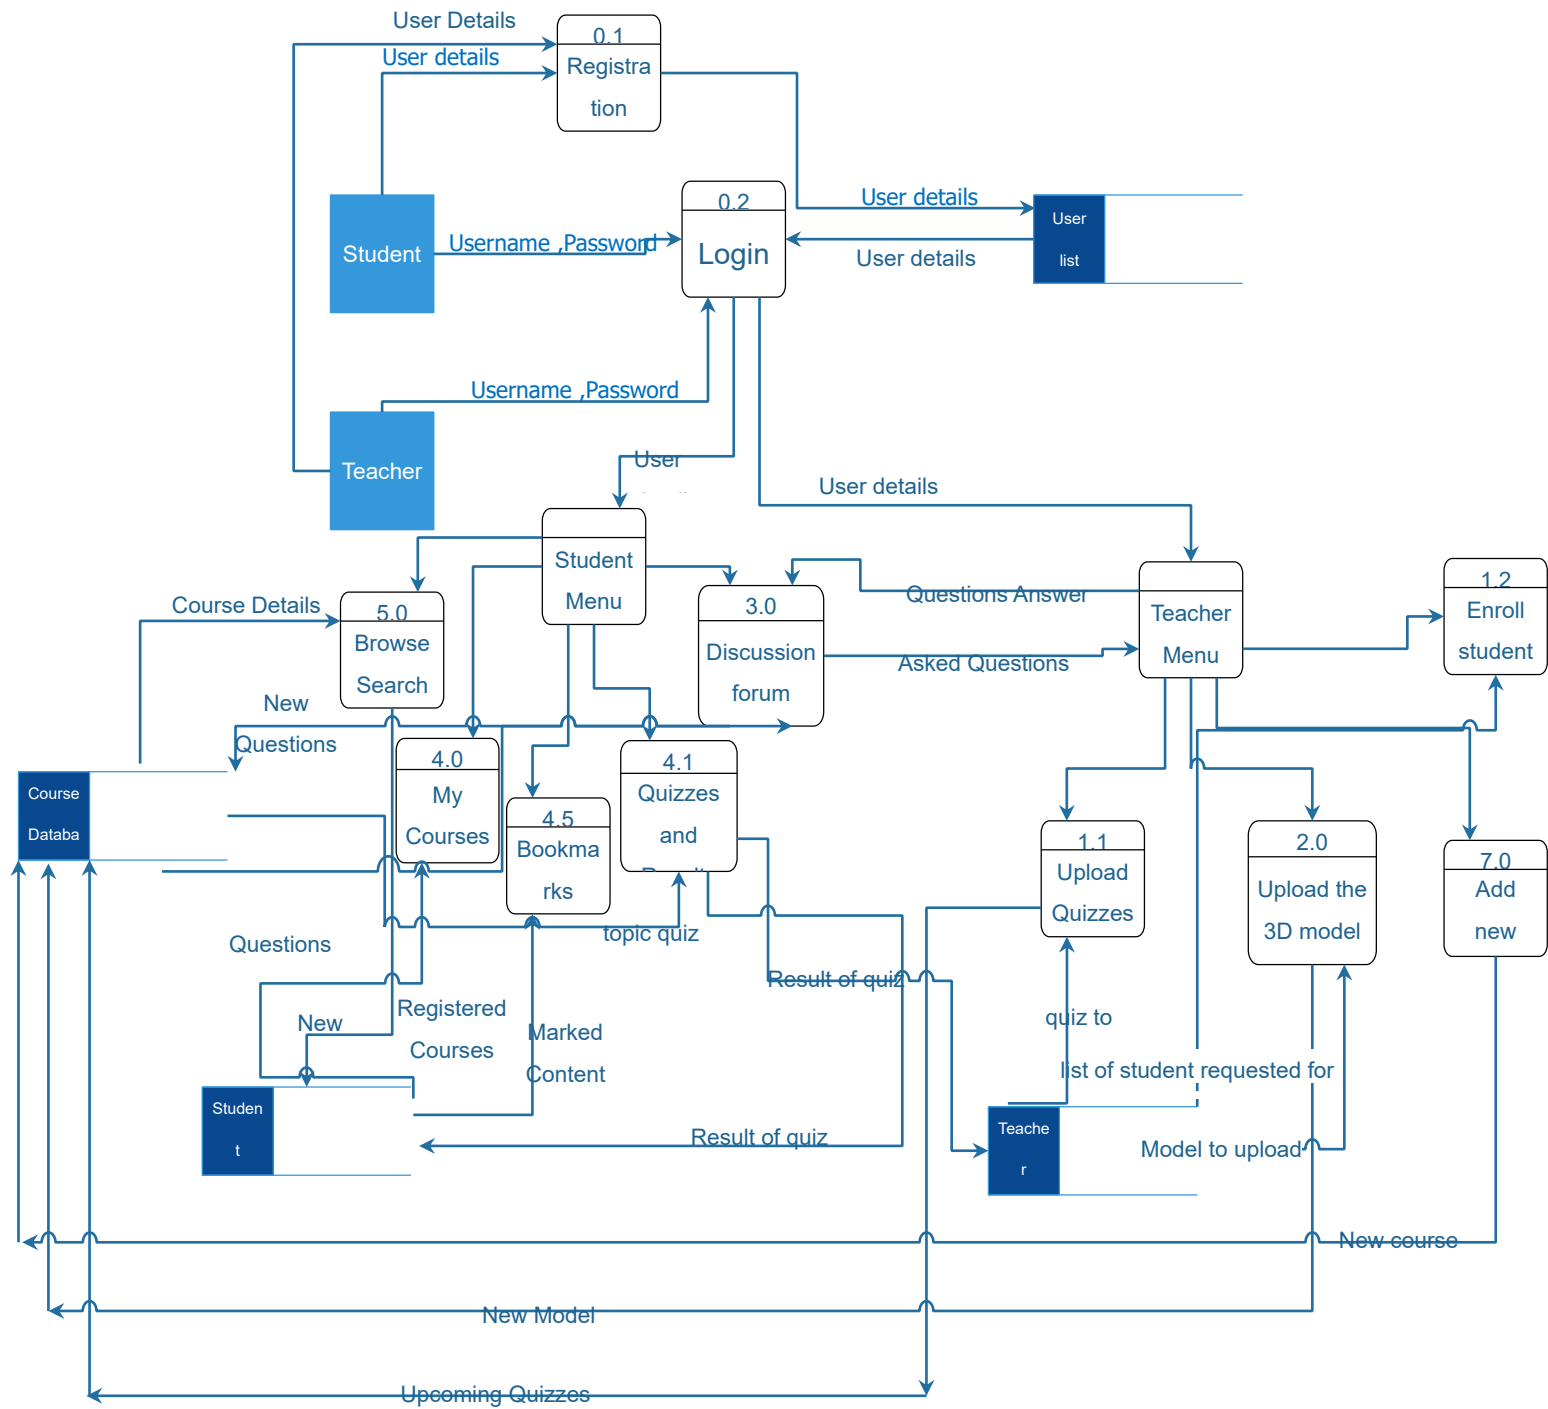 User Details
0.1
User details
Registra
tion
0.2
User details
User
list
Student
Username ,Password
Login
User details
Username ,Password
Teacher
User
User details
Student
Menu
Questions Answer
Teacher
Menu
1.2
Enroll
student
Course Details
5.0
Browse
Search
3.0
Discussion
forum
Asked Questions
New
Questions
4.0
My
Courses
4.1
Quizzes
and
Course
Databa
4.5
Bookma
rks
1.1
Upload
Quizzes
2.0
Upload the
3D model
7.0
Add
new
topic quiz
Questions
Result of quiz
Registered
Courses
New
Marked
Content
quiz to
list of student requested for
Studen
t
Teache
r
Result of quiz
Model to upload
New course
New Model
Upcoming Quizzes